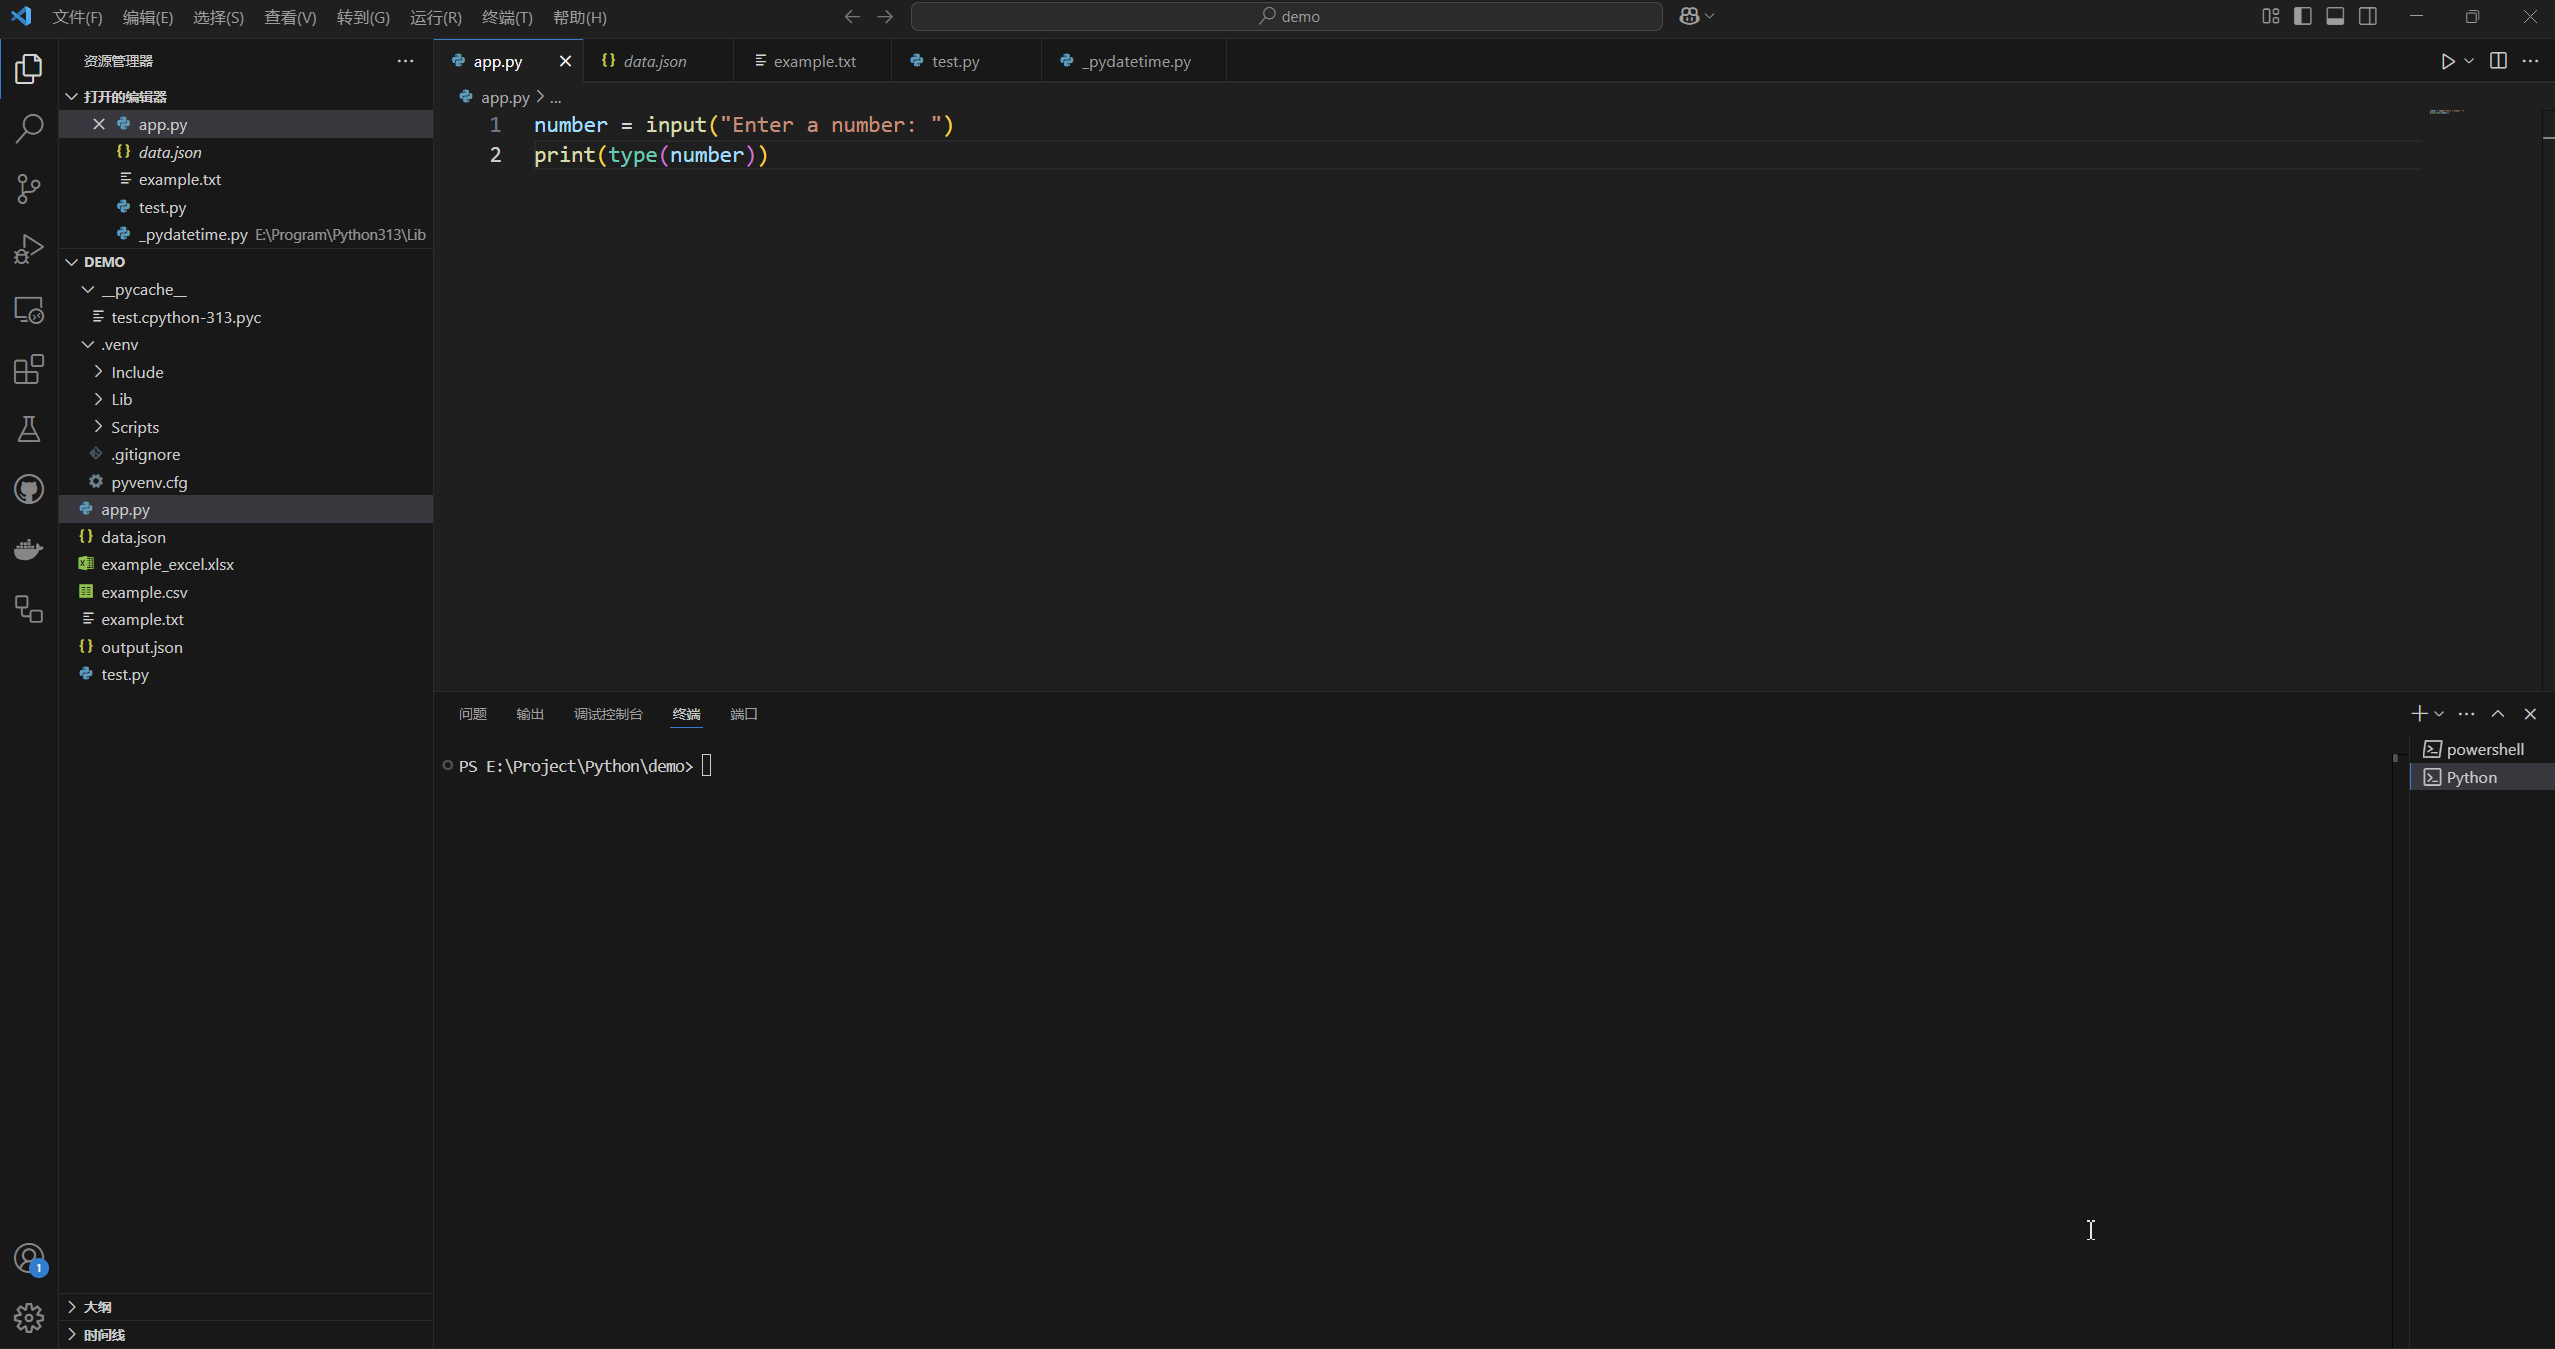 文件(F) 编辑(E) 选择(S) 查看(V) 转到(G) 运行(R) 终端(T) 帮助(H) demo
资源管理器
打开的编辑器
app.py
data.json
example.txt
test.py
_pydatetime.py E:\Program\Python313\Lib
DEMO
__pycache__
test.cpython-313.pyc
.venv
Include
Lib
Scripts
.gitignore
pyvenv.cfg
app.py
data.json
example_excel.xlsx
example.csv
example.txt
output.json
test.py
1
大纲
时间线
app.py data.json example.txt test.py _pydatetime.py
app.py > ...
1 number = input("Enter a number: ")
2 print(type(number))
问题 输出 调试控制台 终端 端口
PS E:\Project\Python\demo>
powershell
Python